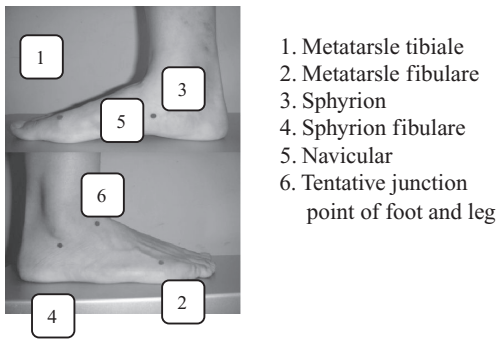 1
3
5
6
2
4
1. Metatarsle tibiale
2. Metatarsle fibulare
3. Sphyrion
4. Sphyrion fibulare
5. Navicular
6. Tentative junction
point of foot and leg